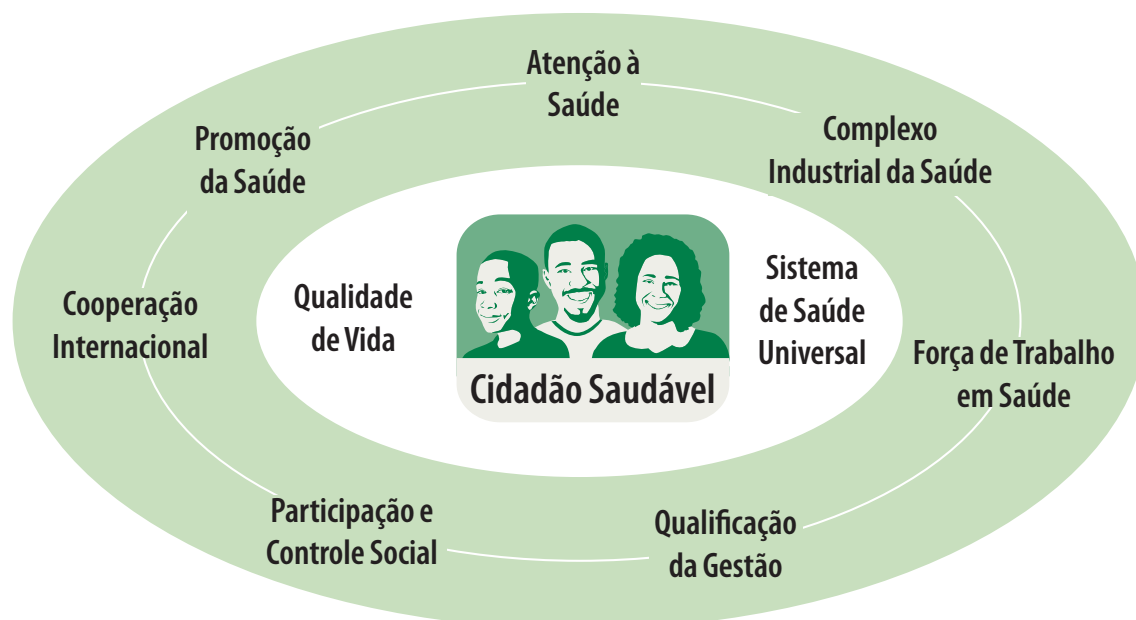 Atenção à
Saúde
Promoção
da Saúde
Complexo
Industrial da Saúde
Cooperação
Internacional
Qualidade
de Vida
Cidadão Saudável
Sistema
de Saúde
Universal
Força de Trabalho
em Saúde
Participação e
Controle Social
Qualificação
da Gestão